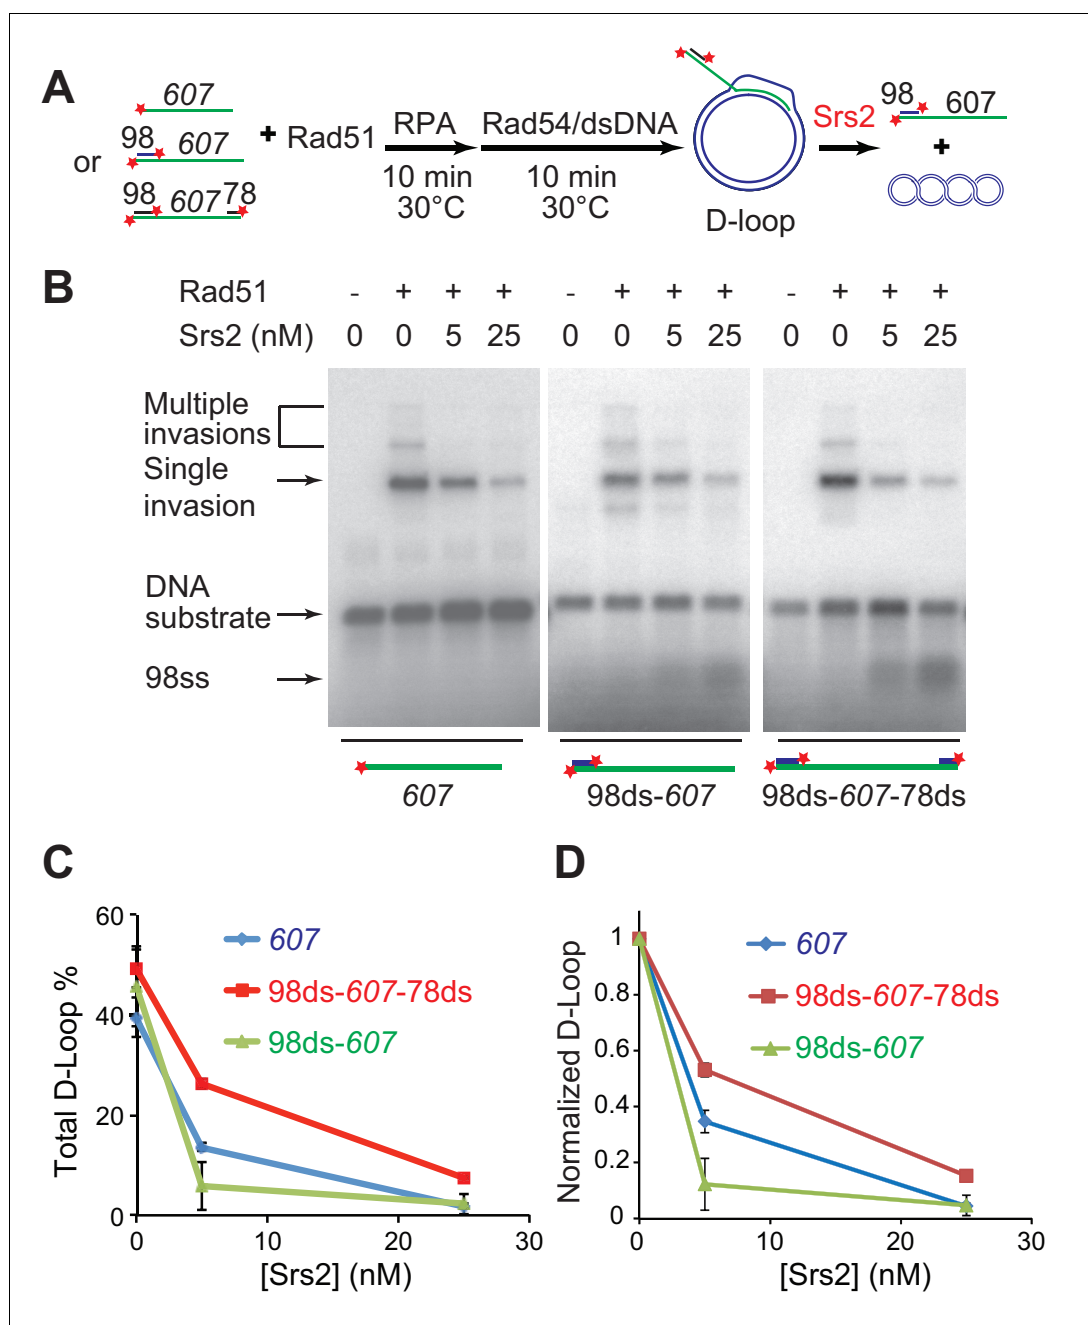 A
607
98 607
or
98 607 78
+ Rad51
RPA
10 min
30°C
Rad54/dsDNA
10 min
30°C
D-loop
Srs2
98 607
+
B
Rad51 - + + + - + + + - + + +
Srs2 (nM) 0 0 5 25 0 0 5 25 0 0 5 25
Multiple
invasions
Single
invasion
DNA
substrate
98ss
607 98ds-607 98ds-607-78ds
C
Total D-Loop %
60
40
20
0
0 10 20 30
[Srs2] (nM)
607
98ds-607-78ds
98ds-607
D
Normalized D-Loop
1
0.8
0.6
0.4
0.2
0
0 10 20 30
[Srs2] (nM)
607
98ds-607-78ds
98ds-607